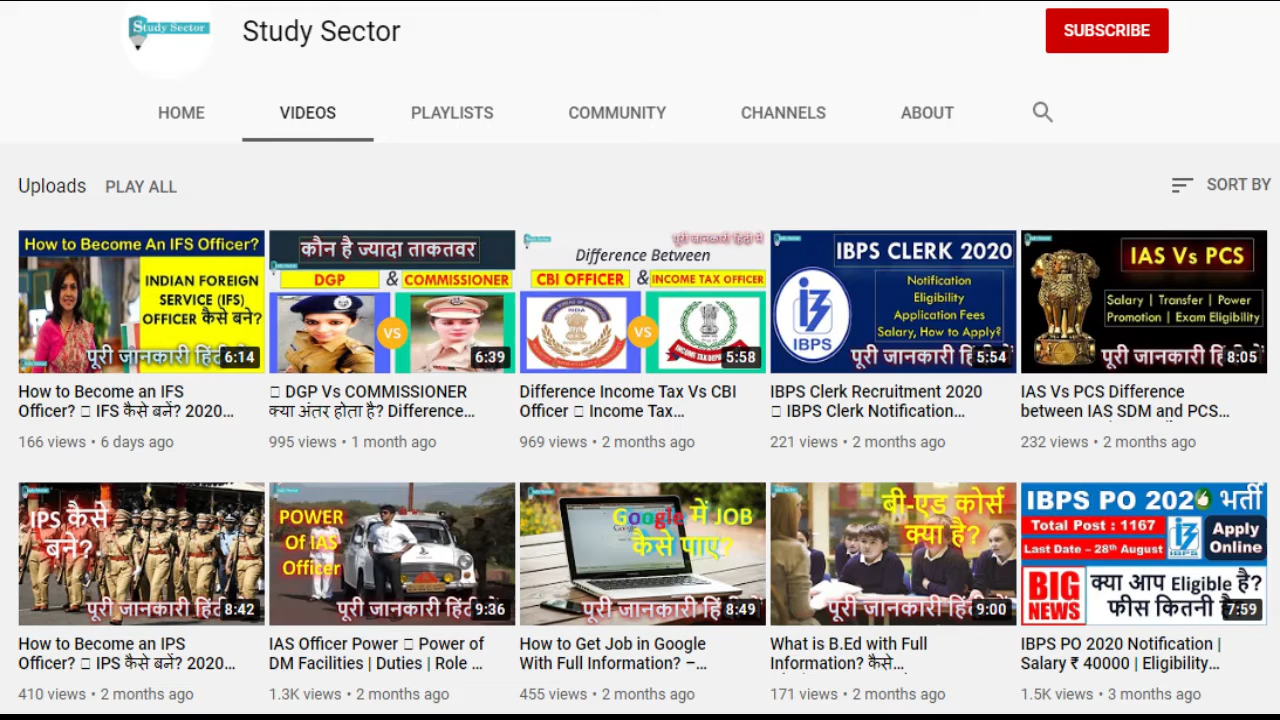 Study Sector
Study Sector
SUBSCRIBE
HOME VIDEOS PLAYLISTS COMMUNITY CHANNELS ABOUT
Uploads PLAY ALL
SORT BY
How to Become An IFS Officer?
INDIAN FOREIGN
SERVICE (IFS)
OFFICER कैसे बने?
पूरी जानकारी
6:14
कौन है ज्यादा ताकतवर
DGP & COMMISSIONER
VS
6:39
पूरी जानकारी हिंदी में
Difference Between
CBI OFFICER & INCOME TAX OFFICER
VS
5:58
IBPS CLERK 2020
Notification
Eligibility
Application Fees
Salary, How to Apply?
IBPS
पूरी जानकारी
5:54
IAS Vs PCS
Salary | Transfer | Power
Promotion | Exam Eligibility
पूरी जानकारी
8:05
How to Become an IFS
Officer? IFS कैसे बनें? 2020...
166 views • 6 days ago
DGP Vs COMMISSIONER
क्या अंतर होता है? Difference...
995 views • 1 month ago
Difference Income Tax Vs CBI
Officer Income Tax...
969 views • 2 months ago
IBPS Clerk Recruitment 2020
IBPS Clerk Notification...
221 views • 2 months ago
IAS Vs PCS Difference
between IAS SDM and PCS...
232 views • 2 months ago
IPS कैसे
बने?
पूरी जानकारी
8:42
POWER
Of IAS
Officer
पूरी जानकारी
9:36
Google में JOB
कैसे पाए?
पूरी जानकारी
8:49
बी-एड कोर्स
क्या है?
पूरी जानकारी
9:00
IBPS PO 2020 भर्ती
Total Post : 1167
Last Date – 28th August
IBPS
Apply
Online
BIG
NEWS
क्या आप Eligible है?
फीस कितनी
7:59
How to Become an IPS
Officer? IPS कैसे बनें? 2020...
410 views • 2 months ago
IAS Officer Power Power of
DM Facilities | Duties | Role ...
1.3K views • 2 months ago
How to Get Job in Google
With Full Information? –...
455 views • 2 months ago
What is B.Ed with Full
Information? कैसे...
171 views • 2 months ago
IBPS PO 2020 Notification |
Salary ₹ 40000 | Eligibility...
1.5K views • 3 months ago